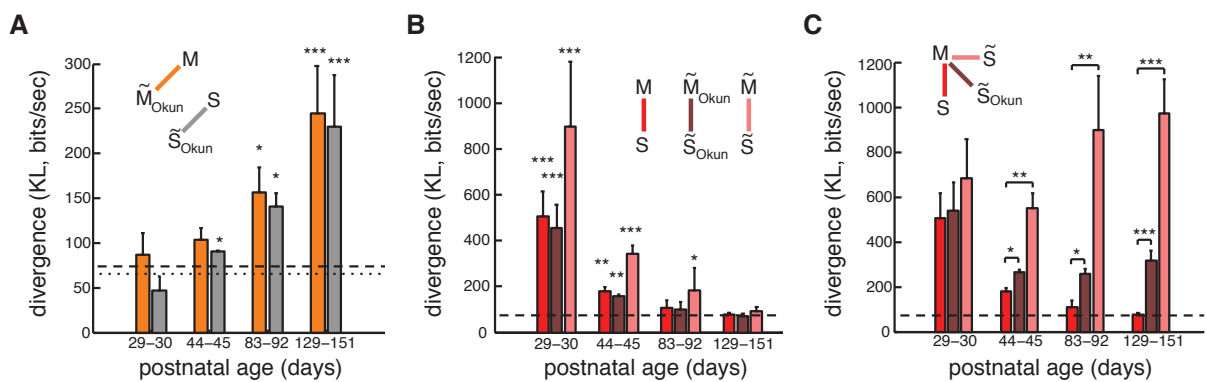 A
divergence (KL, bits/sec)
300
250
200
150
100
50
0
M
M̃Okun
S
S̃Okun
*
*
*
***
***
29–30 44–45 83–92 129–151
postnatal age (days)
B
divergence (KL, bits/sec)
1200
1000
800
600
400
200
0
M M̃Okun M̃
S S̃Okun S̃
***
***
***
**
**
***
*
29–30 44–45 83–92 129–151
postnatal age (days)
C
divergence (KL, bits/sec)
1200
1000
800
600
400
200
0
M S̃
S̃Okun
S
**
*
**
*
***
***
29–30 44–45 83–92 129–151
postnatal age (days)